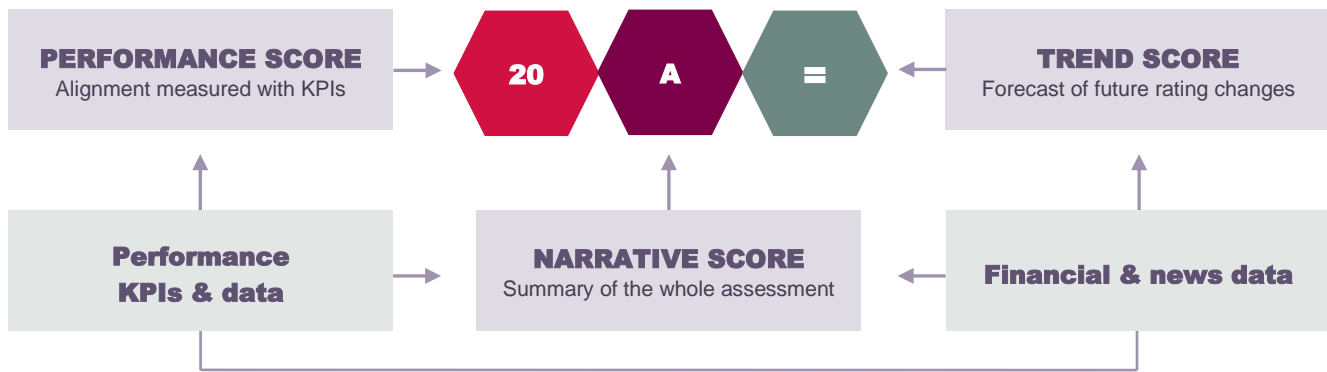 PERFORMANCE SCORE
Alignment measured with KPIs
20
A
=
TREND SCORE
Forecast of future rating changes
Performance
KPIs & data
NARRATIVE SCORE
Summary of the whole assessment
Financial & news data